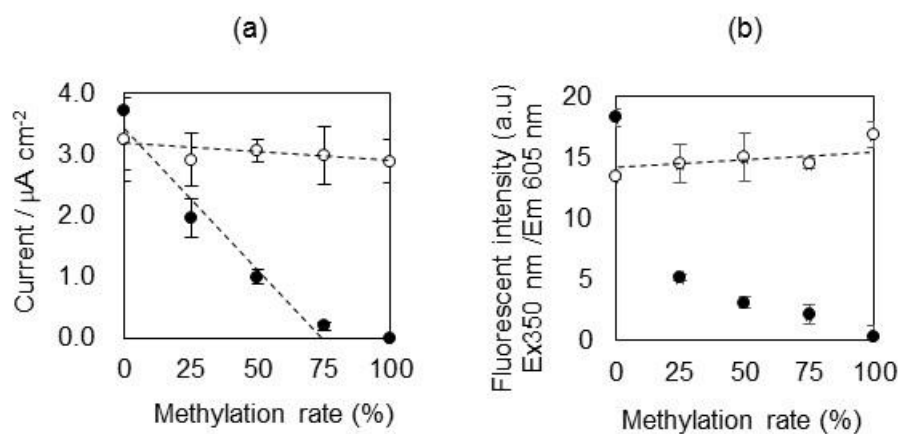 (a)
(b)
Current / μA cm⁻²
4.0
3.0
2.0
1.0
0.0
0 25 50 75 100
Methylation rate (%)
Fluorescent intensity (a.u)
Ex350 nm /Em 605 nm
20
15
10
5
0
0 25 50 75 100
Methylation rate (%)